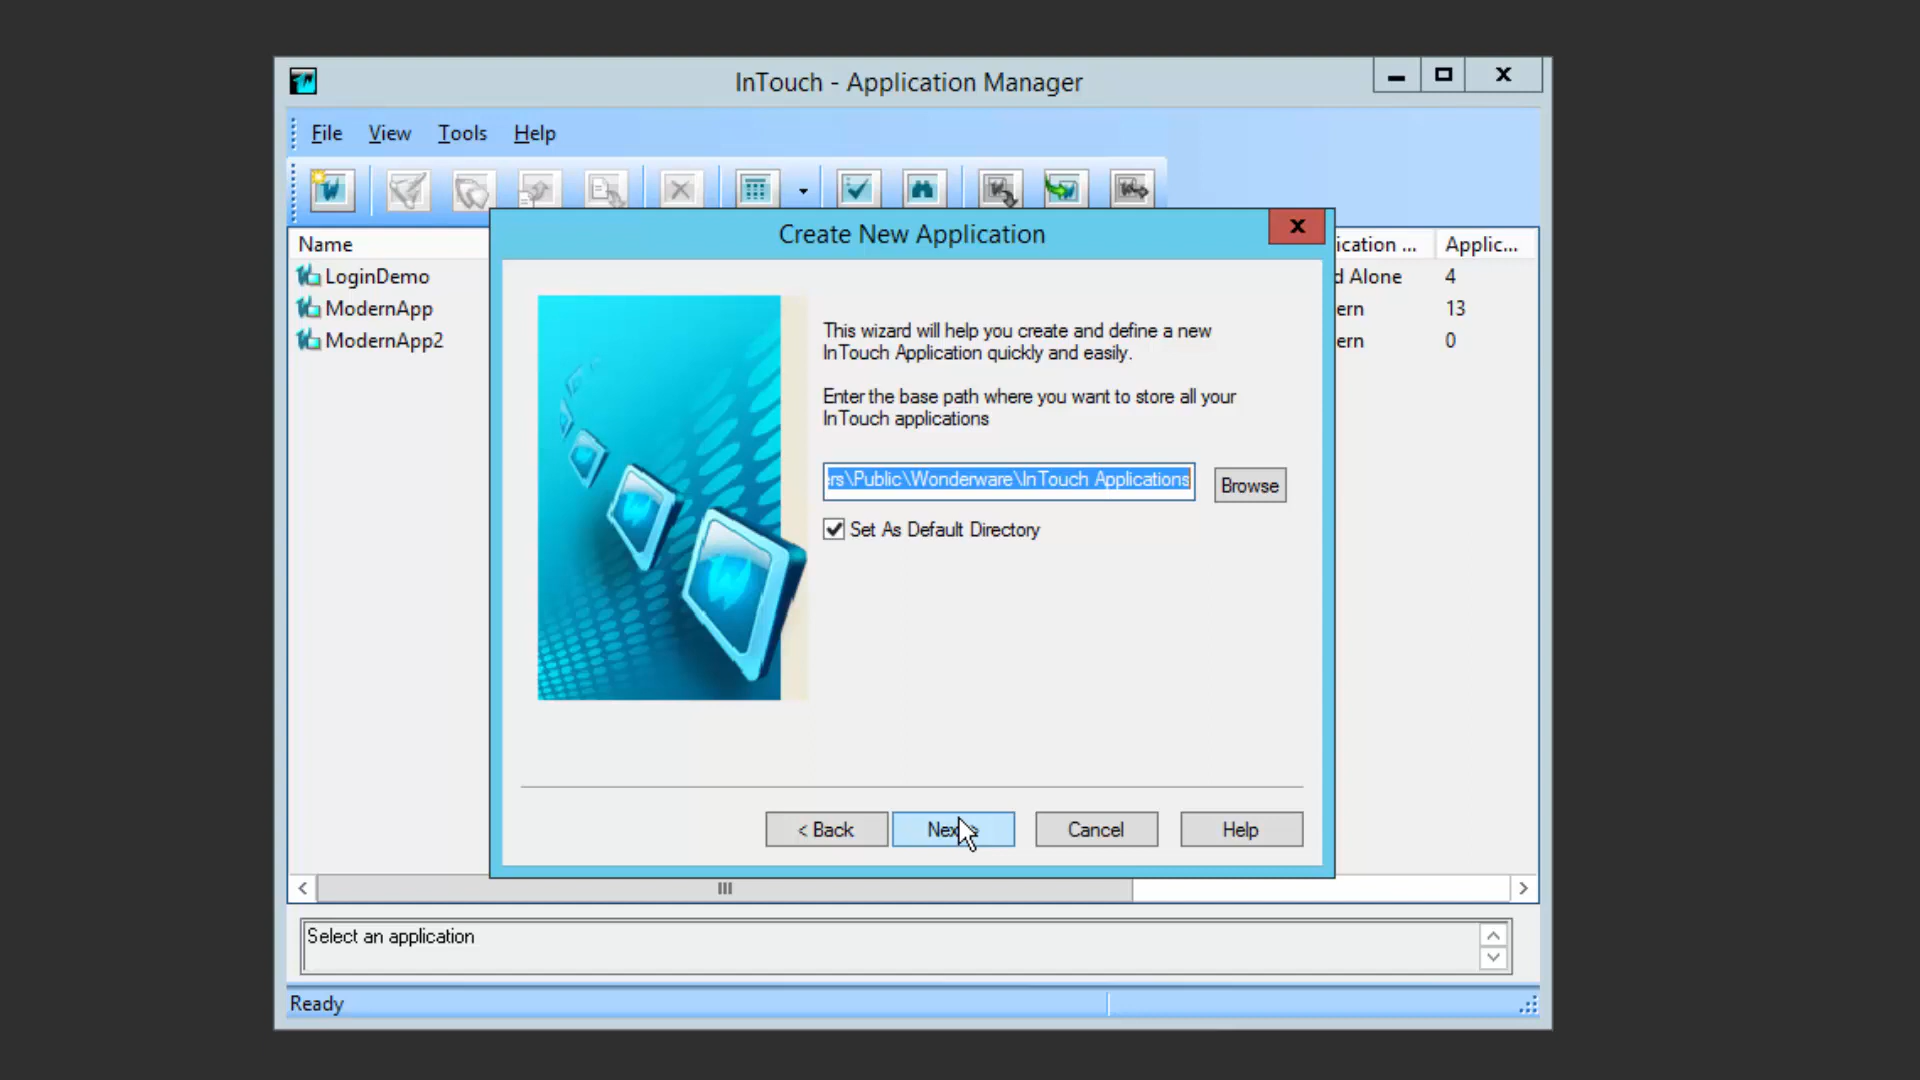 InTouch - Application Manager
File View Tools Help
Create New Application
Name
ication ... Applic...
LoginDemo
d Alone 4
ModernApp
ern 13
ModernApp2
ern 0
This wizard will help you create and define a new
InTouch Application quickly and easily.
Enter the base path where you want to store all your
InTouch applications
ers\Public\Wonderware\InTouch Applications
Browse
Set As Default Directory
< Back
Nex
Cancel
Help
Select an application
Ready